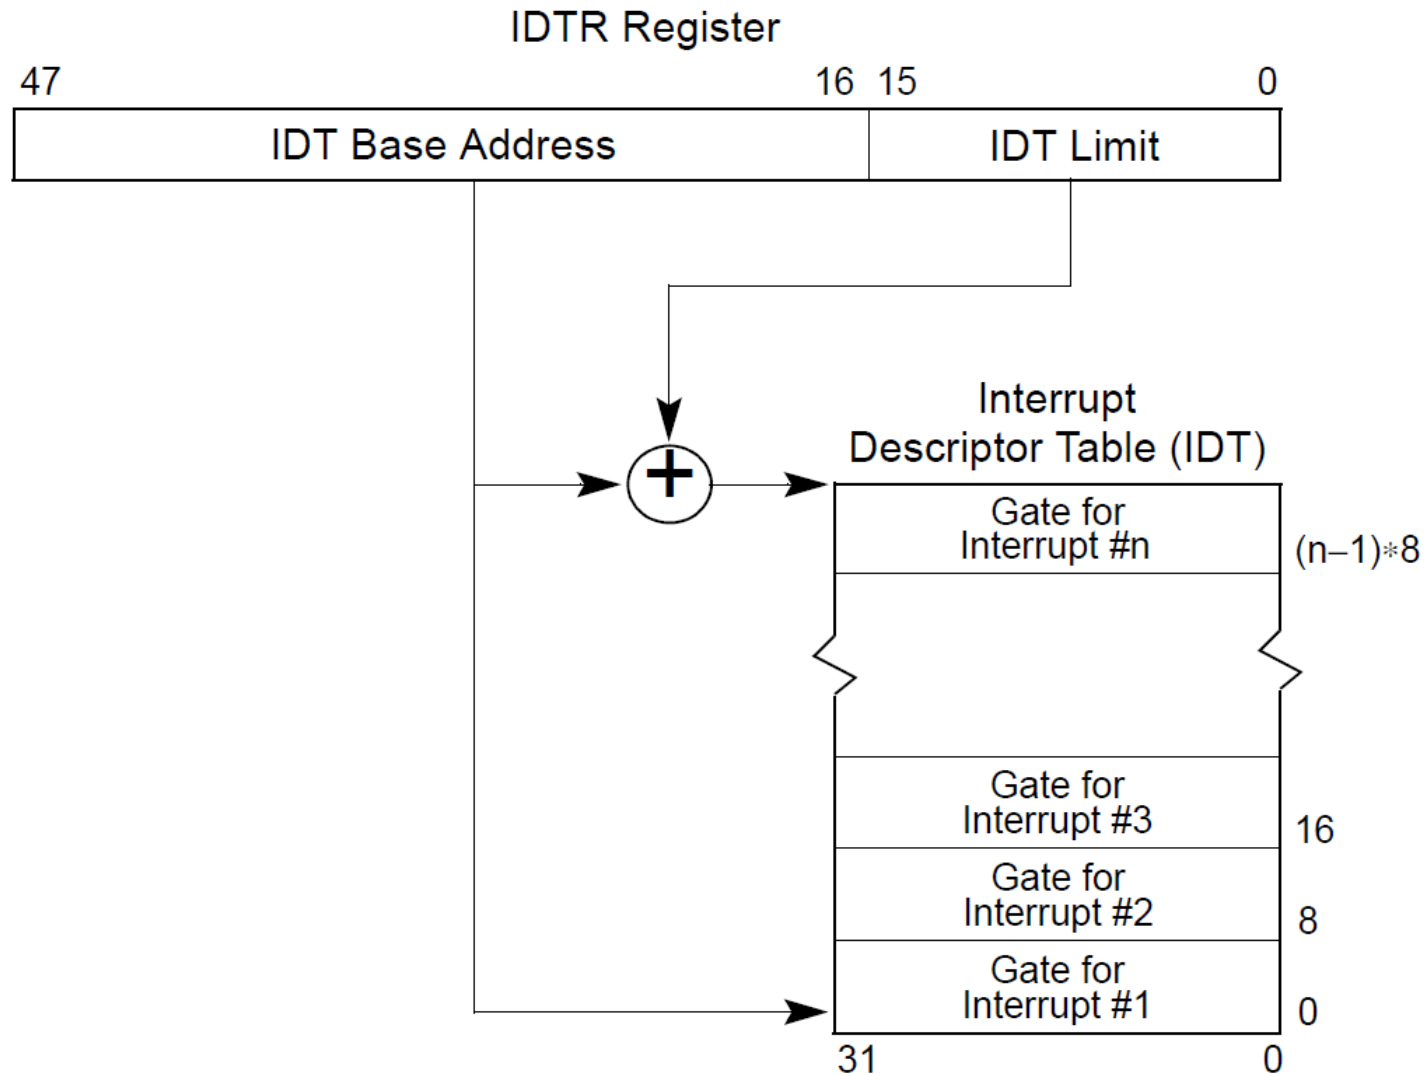 IDTR Register
47 16 15 0
IDT Base Address IDT Limit
Interrupt
Descriptor Table (IDT)
+
Gate for
Interrupt #n
(n–1)*8
Gate for
Interrupt #3
16
Gate for
Interrupt #2
8
Gate for
Interrupt #1
0
31 0